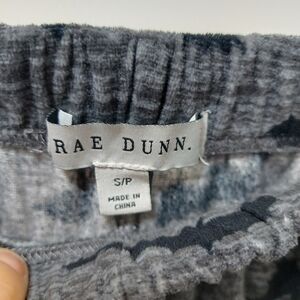 RAE DUNN.
S/P
MADE IN
CHINA